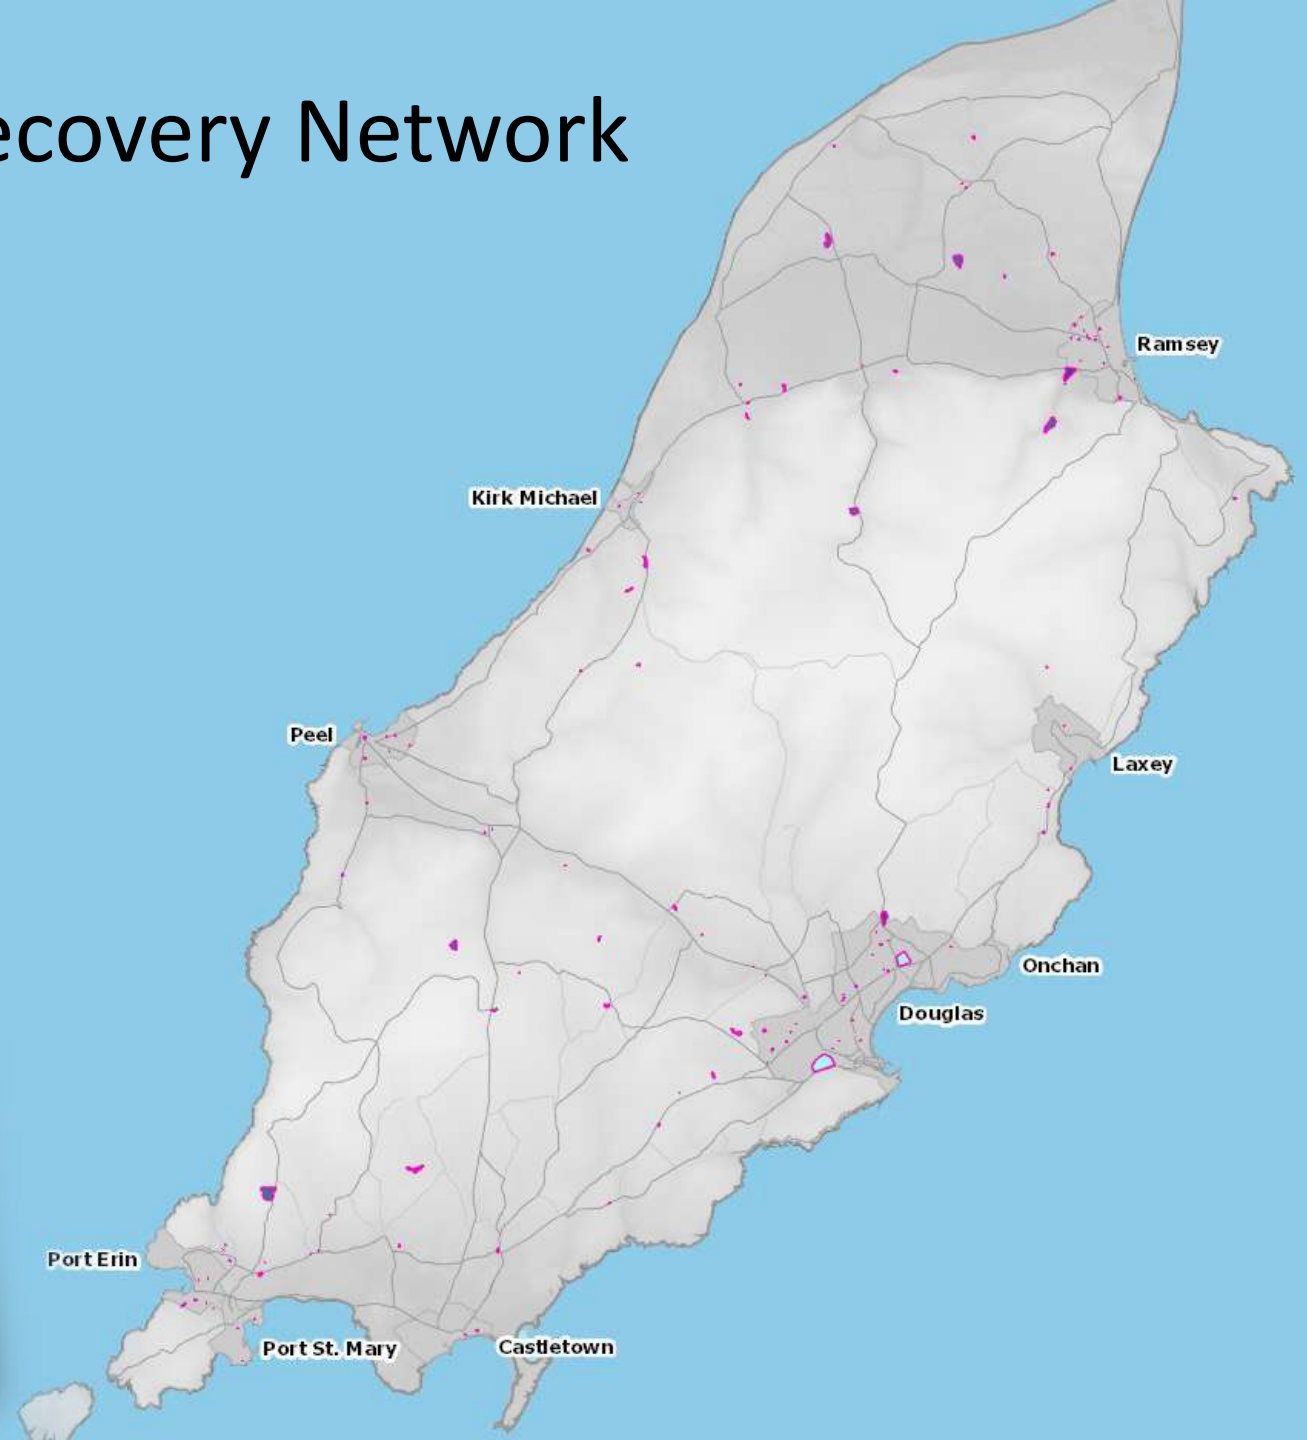 ecovery Network
Ramsey
Kirk Michael
Peel
Laxey
Onchan
Douglas
Port Erin
Port St. Mary
Castletown